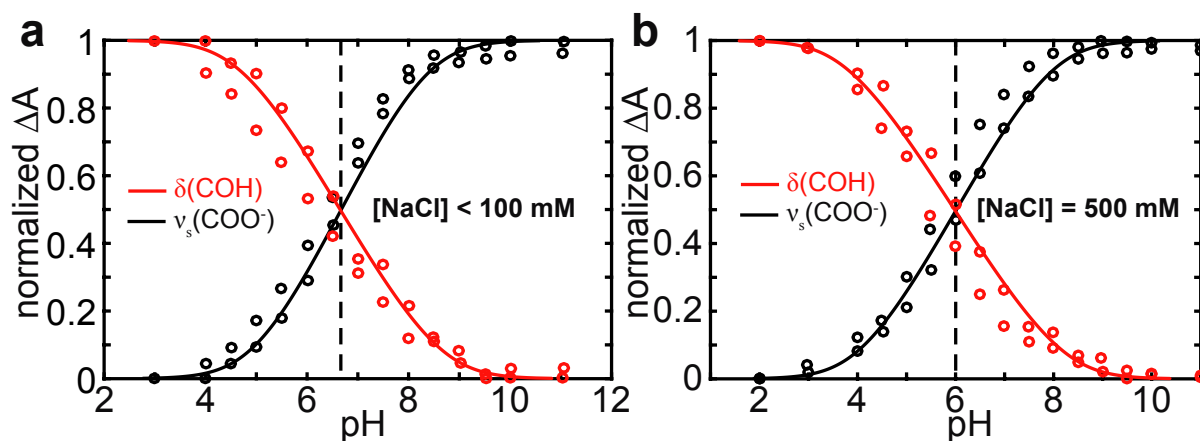 a
normalized ΔA
1
0.8
0.6
0.4
0.2
0
δ(COH)
νs(COO-)
[NaCl] < 100 mM
2 4 6 8 10 12
pH
b
normalized ΔA
1
0.8
0.6
0.4
0.2
0
δ(COH)
νs(COO-)
[NaCl] = 500 mM
2 4 6 8 10
pH